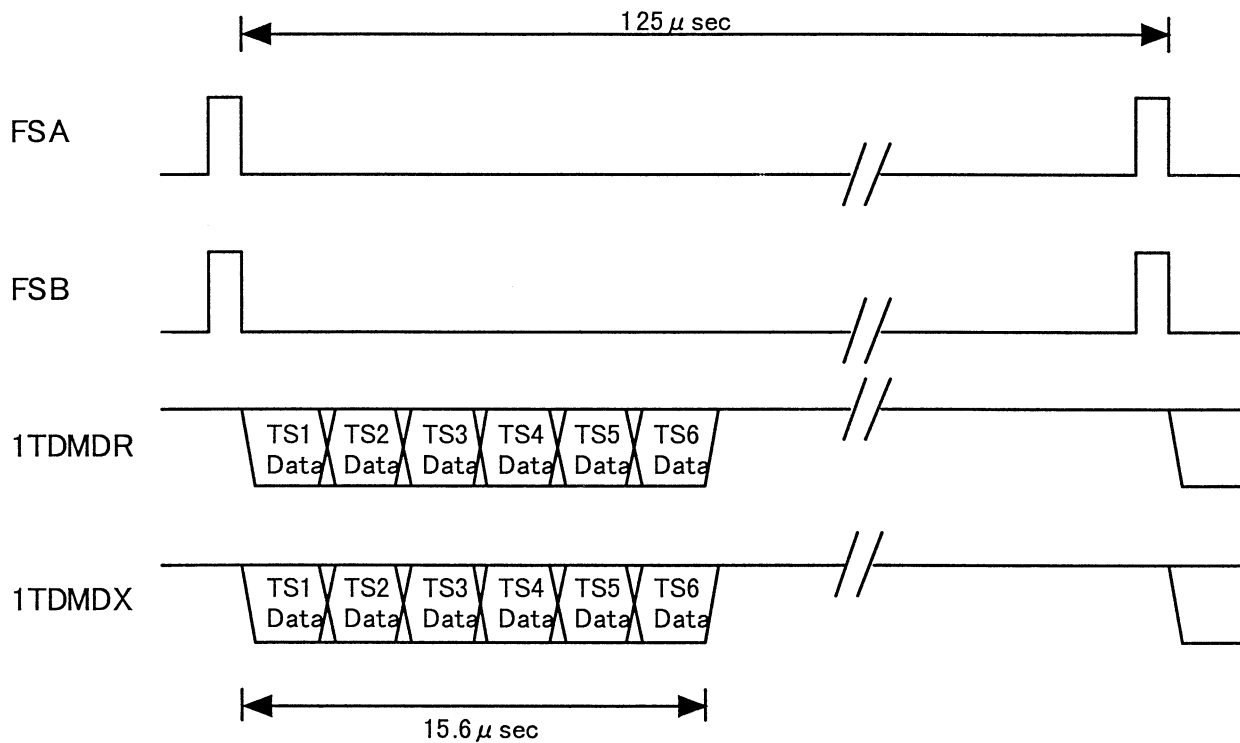 125 μ sec
FSA
FSB
1TDMDR
TS1 TS2 TS3 TS4 TS5 TS6
Data Data Data Data Data Data
1TDMDX
TS1 TS2 TS3 TS4 TS5 TS6
Data Data Data Data Data Data
15.6 μ sec